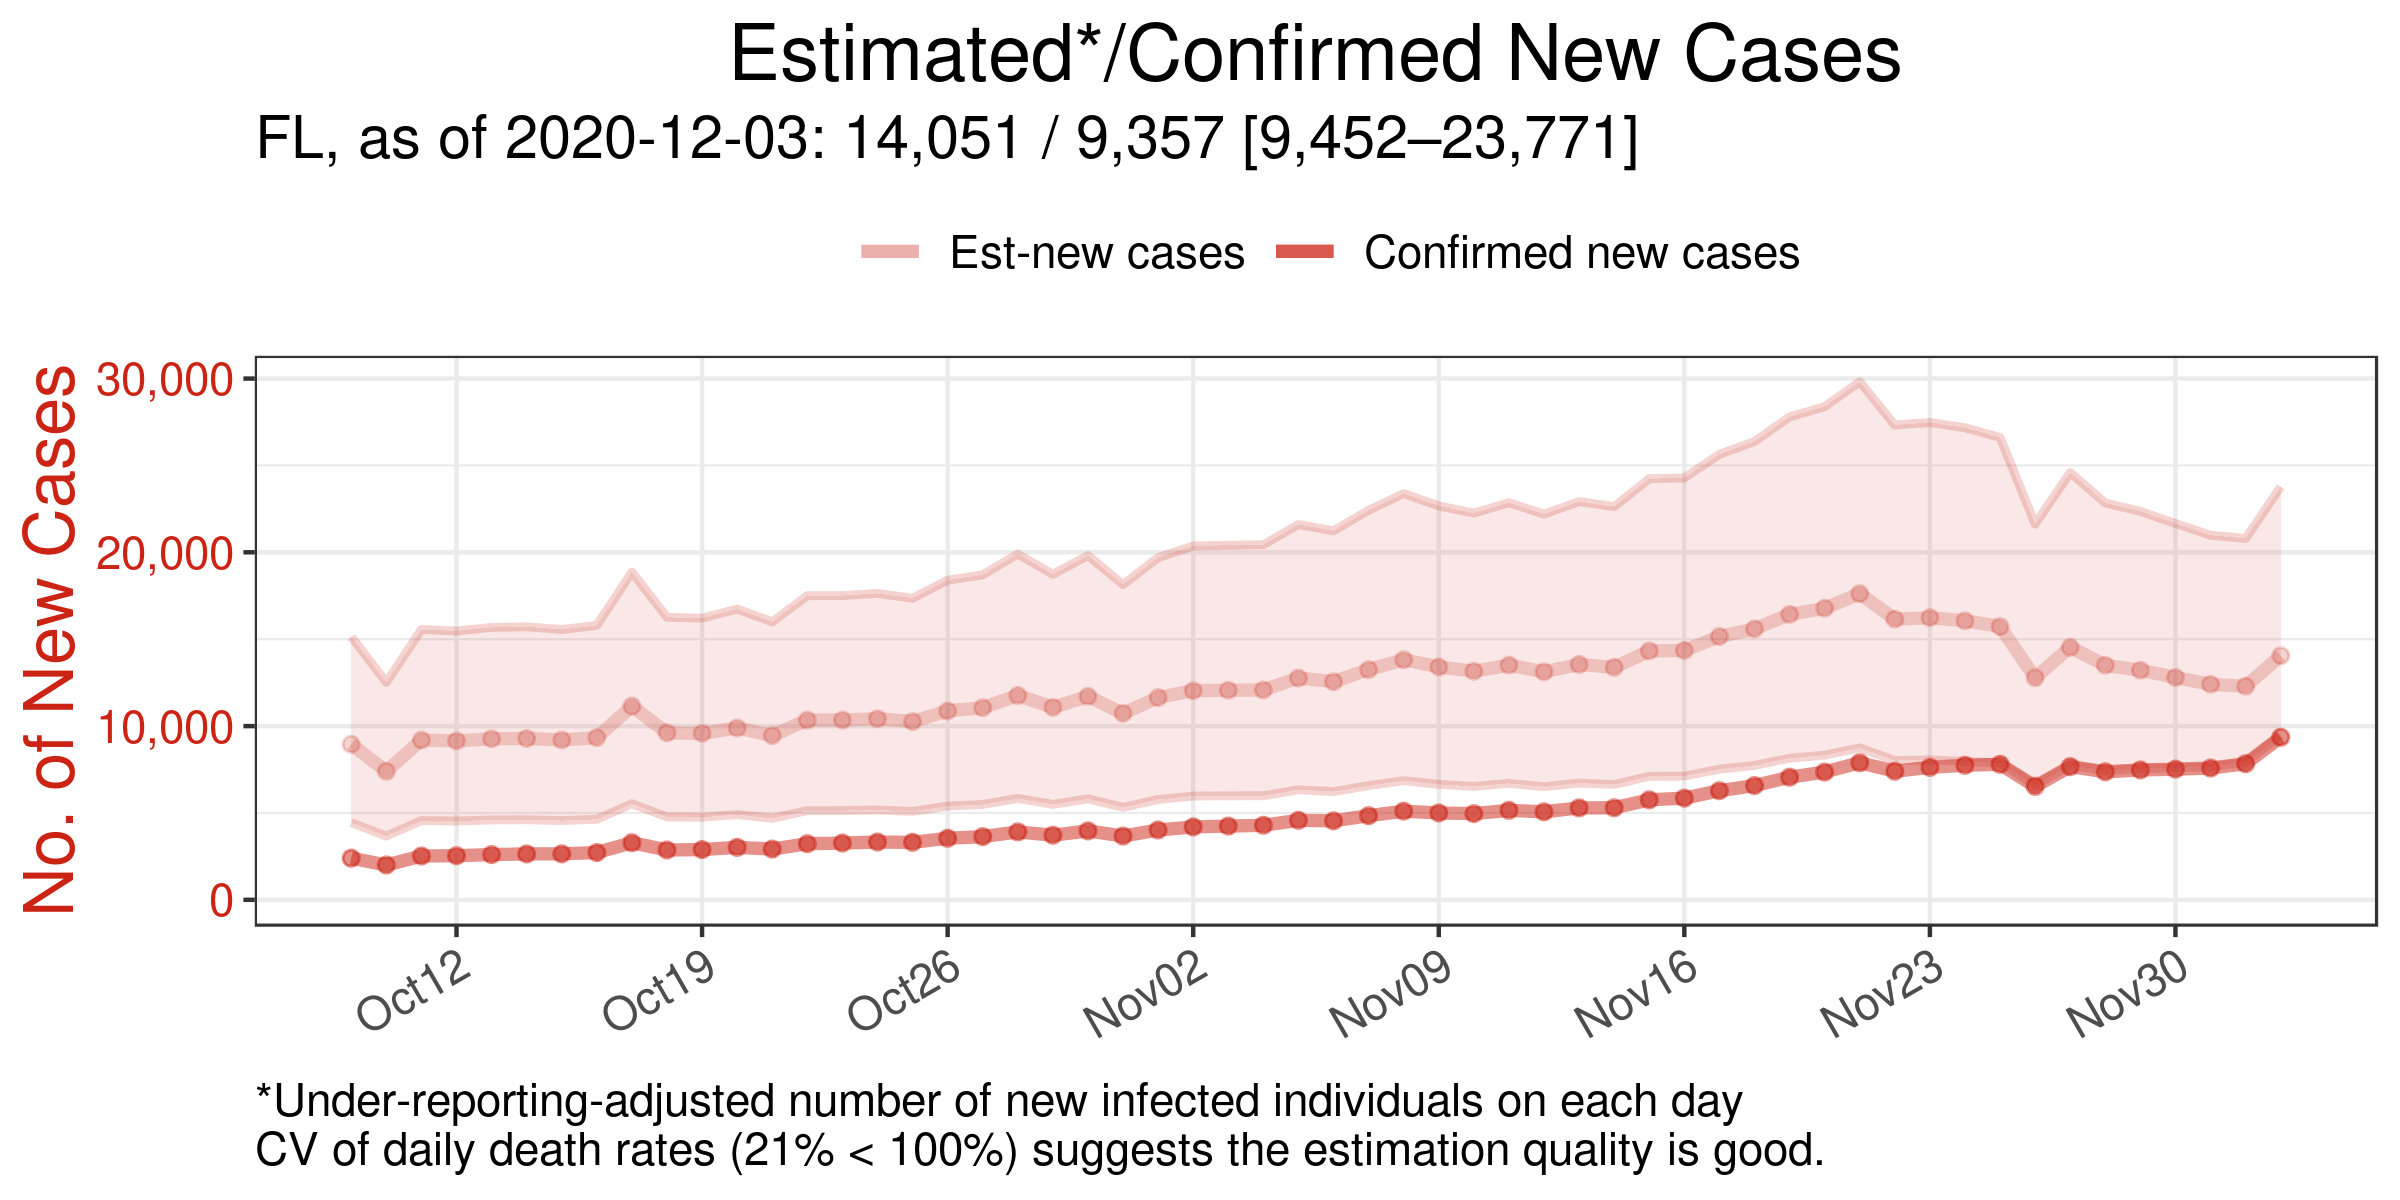 Estimated*/Confirmed New Cases
FL, as of 2020-12-03: 14,051 / 9,357 [9,452–23,771]
Est-new cases
Confirmed new cases
No. of New Cases
30,000
20,000
10,000
0
Oct12
Oct19
Oct26
Nov02
Nov09
Nov16
Nov23
Nov30
*Under-reporting-adjusted number of new infected individuals on each day
CV of daily death rates (21% < 100%) suggests the estimation quality is good.